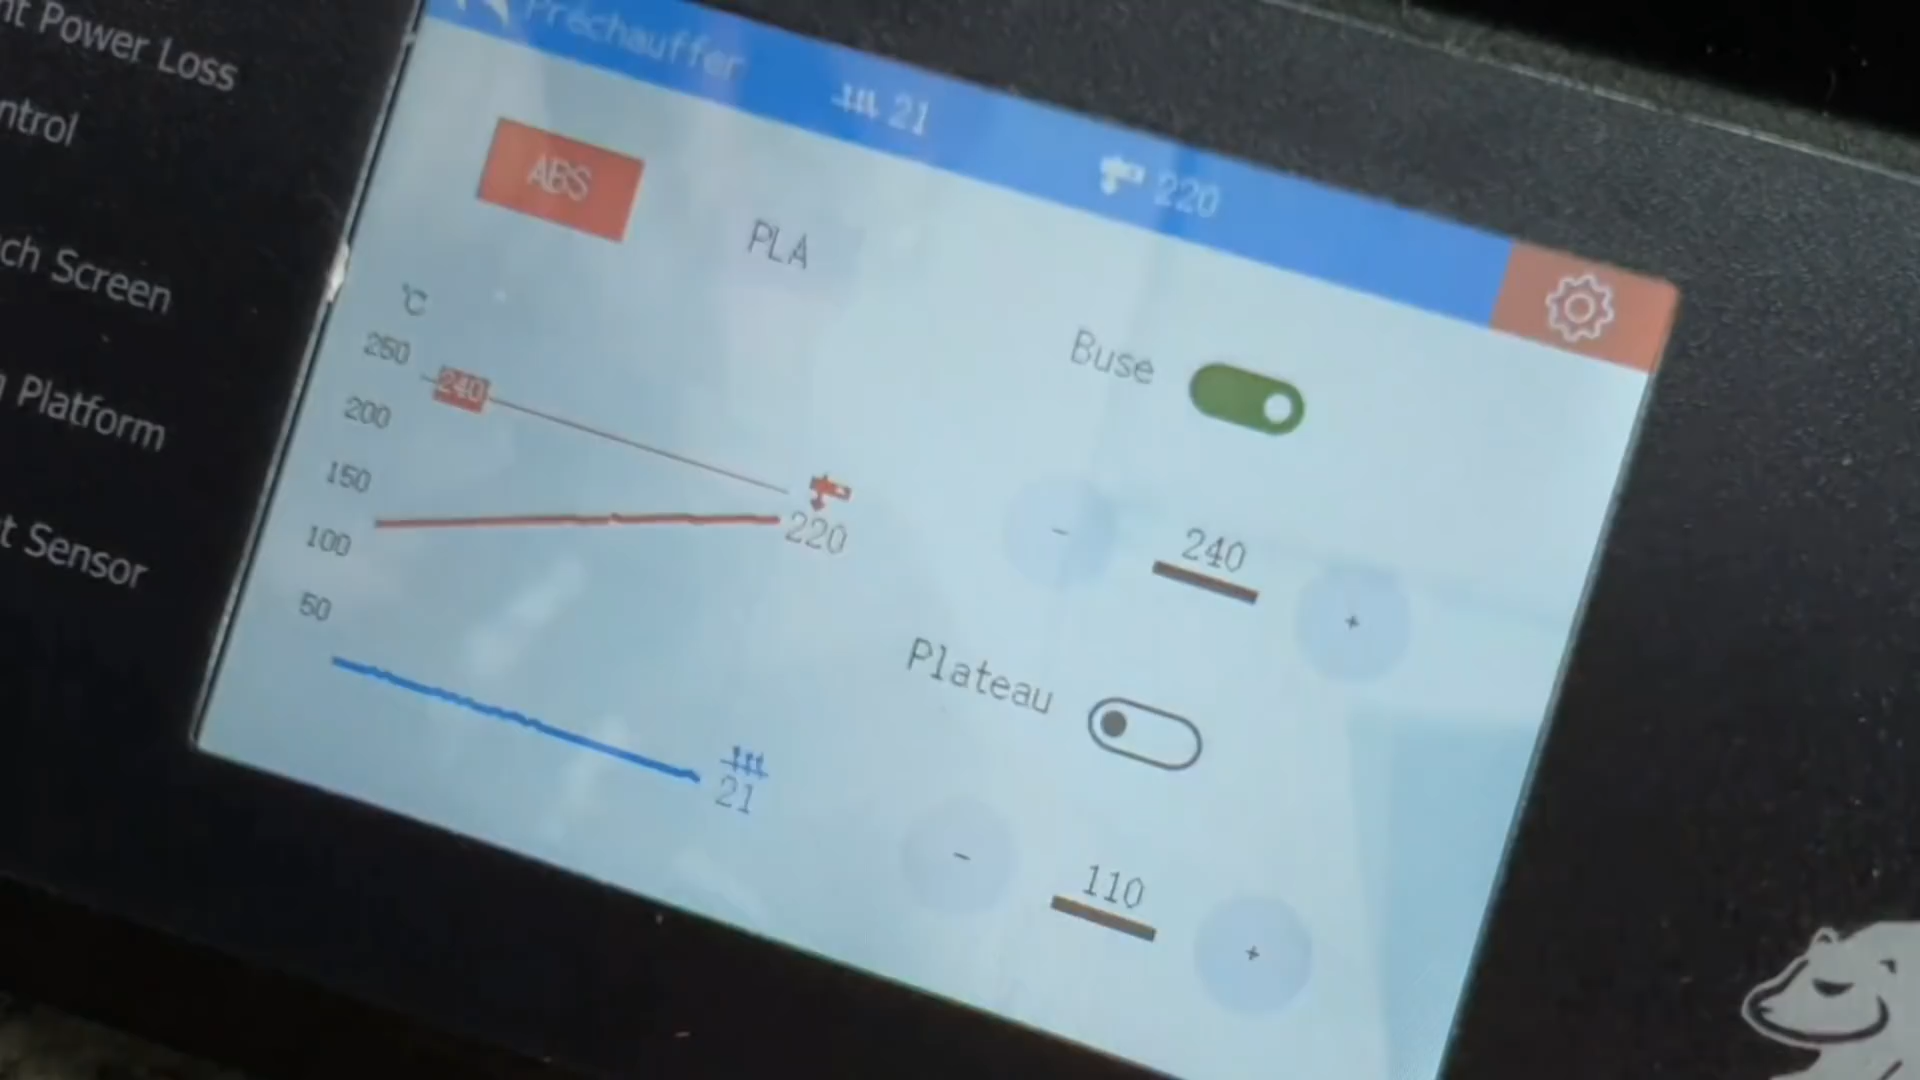 nt Power Loss
ntrol
ch Screen
Platform
t Sensor
Préchauffer
21
220
ABS
PLA
°C
250
240
200
150
100
50
220
21
Buse
-
240
+
Plateau
-
110
+